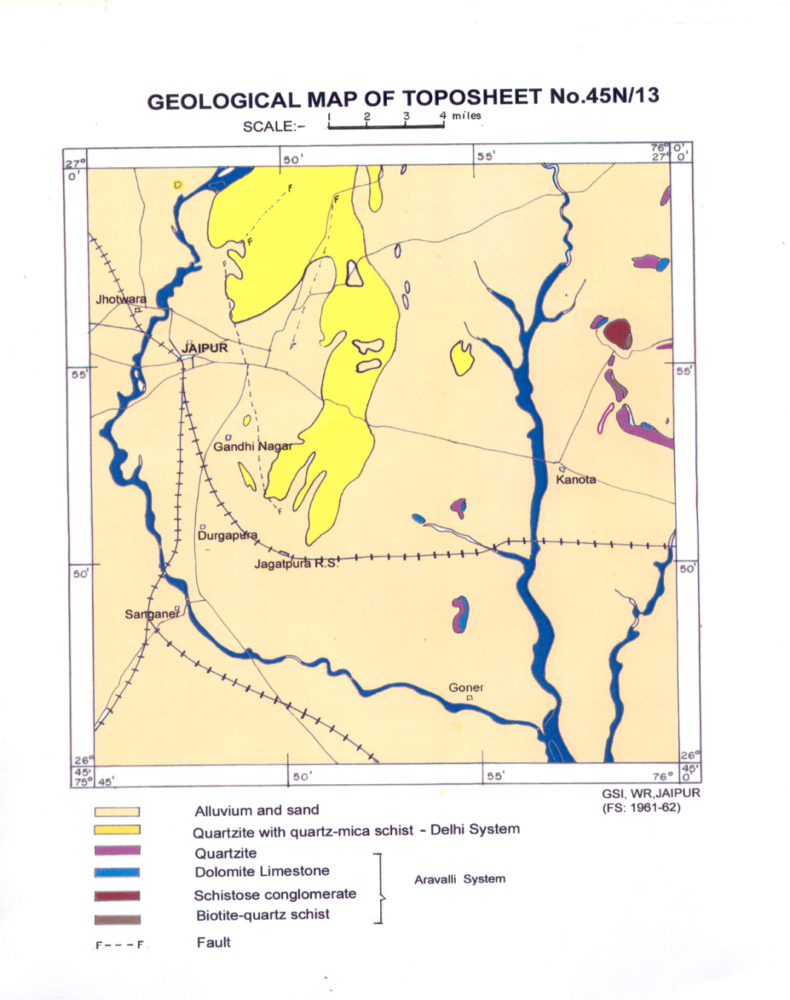 GEOLOGICAL MAP OF TOPOSHEET No.45N/13
SCALE:- 1 2 3 4 miles
27° 0' 50' 55' 76° 0' 27° 0'
F
F
F
F
Jhotwara
JAIPUR
F
55' 55'
Gandhi Nagar
Kanota
F
Durgapura
Jagatpura R.S.
50' 50'
Sanganer
Goner
26° 45' 26° 45'
75° 45' 50' 55' 76° 0'
GSI, WR,JAIPUR
(FS: 1961-62)
Alluvium and sand
Quartzite with quartz-mica schist - Delhi System
Quartzite
Dolomite Limestone
Aravalli System
Schistose conglomerate
Biotite-quartz schist
F---F Fault